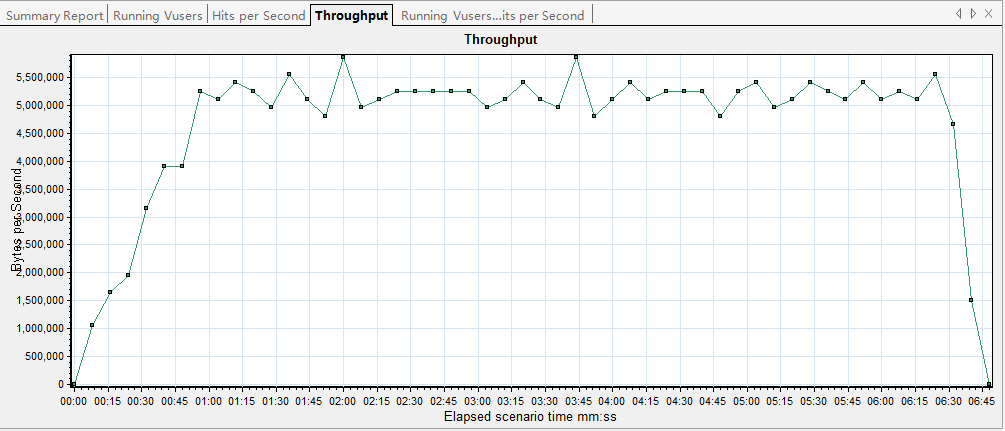 Summary Report Running Vusers Hits per Second Throughput Running Vusers...its per Second
Throughput
5,500,000
5,000,000
4,500,000
4,000,000
3,500,000
3,000,000
2,500,000
2,000,000
1,500,000
1,000,000
500,000
0
Bytes per Second
00:00 00:15 00:30 00:45 01:00 01:15 01:30 01:45 02:00 02:15 02:30 02:45 03:00 03:15 03:30 03:45 04:00 04:15 04:30 04:45 05:00 05:15 05:30 05:45 06:00 06:15 06:30 06:45
Elapsed scenario time mm:ss